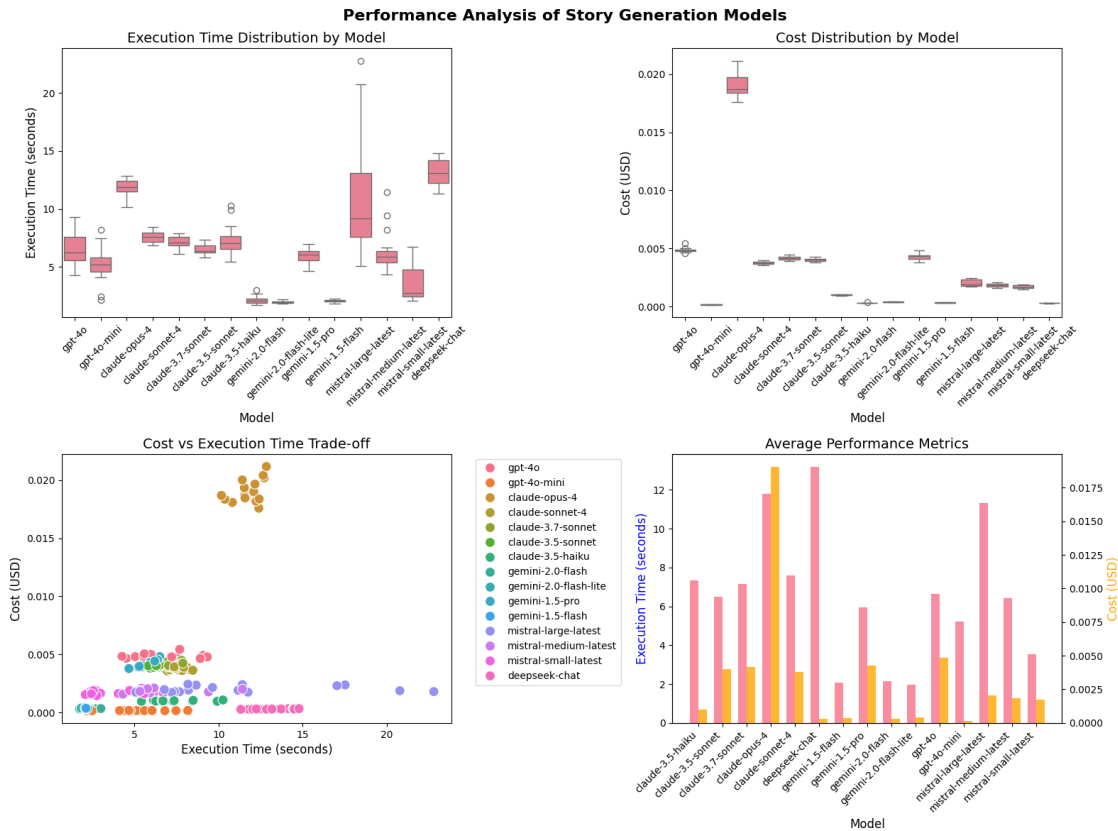 Performance Analysis of Story Generation Models
Execution Time Distribution by Model
Execution Time (seconds)
20
15
10
5
gpt-4o
gpt-4o-mini
claude-opus-4
claude-sonnet-4
claude-3.7-sonnet
claude-3.5-sonnet
claude-3.5-haiku
gemini-2.0-flash
gemini-2.0-flash-lite
gemini-1.5-pro
gemini-1.5-flash
mistral-large-latest
mistral-medium-latest
mistral-small-latest
deepseek-chat
Model
Cost Distribution by Model
Cost (USD)
0.020
0.015
0.010
0.005
0.000
gpt-4o
gpt-4o-mini
claude-opus-4
claude-sonnet-4
claude-3.7-sonnet
claude-3.5-sonnet
claude-3.5-haiku
gemini-2.0-flash
gemini-2.0-flash-lite
gemini-1.5-pro
gemini-1.5-flash
mistral-large-latest
mistral-medium-latest
mistral-small-latest
deepseek-chat
Model
Cost vs Execution Time Trade-off
Cost (USD)
0.020
0.015
0.010
0.005
0.000
5
10
15
20
Execution Time (seconds)
gpt-4o
gpt-4o-mini
claude-opus-4
claude-sonnet-4
claude-3.7-sonnet
claude-3.5-sonnet
claude-3.5-haiku
gemini-2.0-flash
gemini-2.0-flash-lite
gemini-1.5-pro
gemini-1.5-flash
mistral-large-latest
mistral-medium-latest
mistral-small-latest
deepseek-chat
Average Performance Metrics
Execution Time (seconds)
12
10
8
6
4
2
0
0.0175
0.0150
0.0125
0.0100
0.0075
0.0050
0.0025
0.0000
Cost (USD)
claude-3.5-haiku
claude-3.5-sonnet
claude-3.7-sonnet
claude-opus-4
claude-sonnet-4
deepseek-chat
gemini-1.5-flash
gemini-1.5-pro
gemini-2.0-flash
gemini-2.0-flash-lite
gpt-4o
gpt-4o-mini
mistral-large-latest
mistral-medium-latest
mistral-small-latest
Model